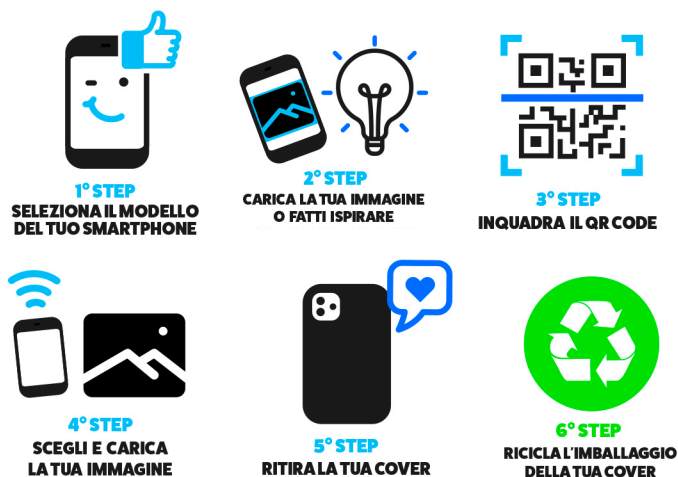 1° STEP
SELEZIONA IL MODELLO
DEL TUO SMARTPHONE
2° STEP
CARICA LA TUA IMMAGINE
O FATTI ISPIRARE
3° STEP
INQUADRA IL QR CODE
4° STEP
SCEGLI E CARICA
LA TUA IMMAGINE
5° STEP
RITIRA LA TUA COVER
6° STEP
RICICLA L'IMBALLAGGIO
DELLA TUA COVER